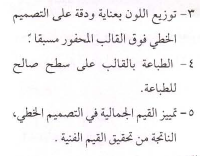 ٣- توزيع اللون بعناية ودقة على التصميم
الخطي فوق القالب المحفور مسبقاً.
٤- الطباعة بالقالب على سطح صالح
للطباعة.
٥- تمييز القيم الجمالية في التصميم الخطي،
الناتجة من تحقيق القيم الفنية.